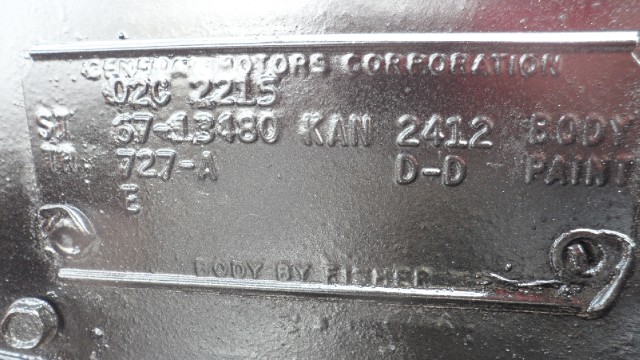 GENERAL MOTORS CORPORATION
02C 2215
ST 67-13480 KAN 2412 BODY
TR 727-A D-D PAINT
E
BODY BY FISHER